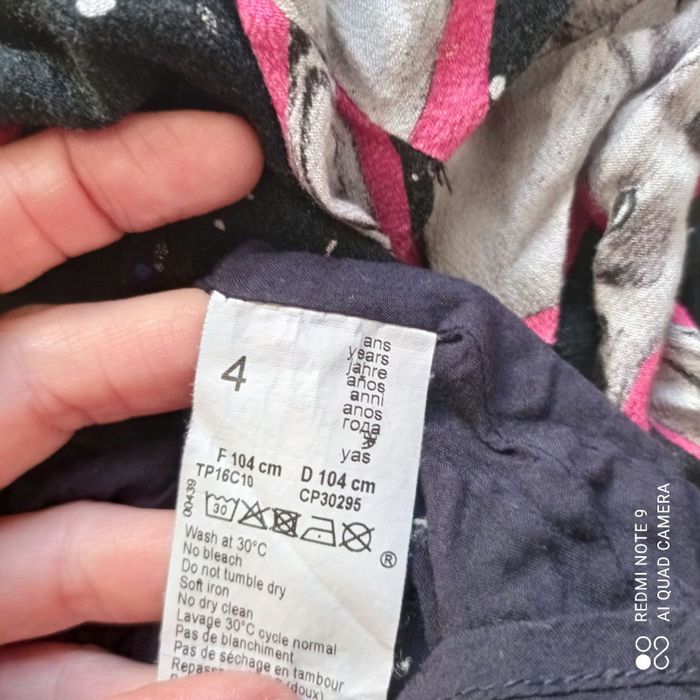 4
ans
years
jahre
años
anni
anos
года
yas
F 104 cm D 104 cm
TP16C10 CP30295
00439
30
®
Wash at 30°C
No bleach
Do not tumble dry
Soft iron
No dry clean
Lavage 30°C cycle normal
Pas de blanchiment
Pas de séchage en tambour
(doux)
REDMI NOTE 9
AI QUAD CAMERA